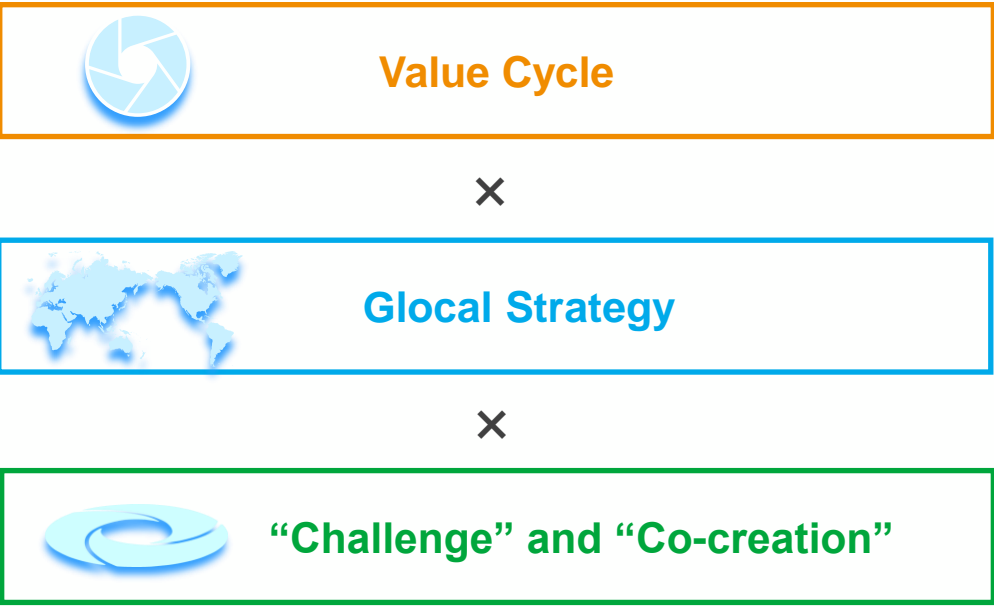 Value Cycle
×
Glocal Strategy
×
“Challenge” and “Co-creation”